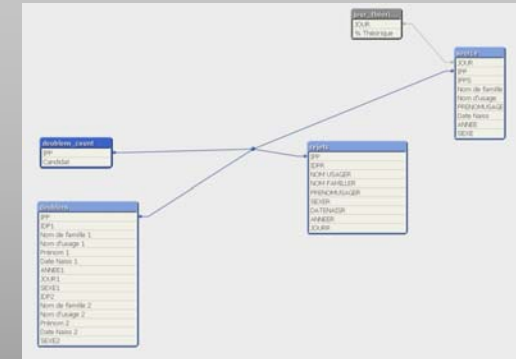 JOUR
% Théorique
JOUR
IPP
IPPS
Nom de famille
Nom d'usage
PRENOMUSAGE
Date Naiss
ANNEE
SEXE
doublons_count
IPP
Candidat
rejets
IPP
IDPR
NOM USAGER
NOM FAMILLER
PRENOMUSAGER
SEXER
DATENAISR
ANNEER
JOURR
doublons
IPP
IDP1
Nom de famille 1
Nom d'usage 1
Prénom 1
Date Naiss 1
ANNEE1
JOUR1
SEXE1
IDP2
Nom de famille 2
Nom d'usage 2
Prénom 2
Date Naiss 2
SEXE2